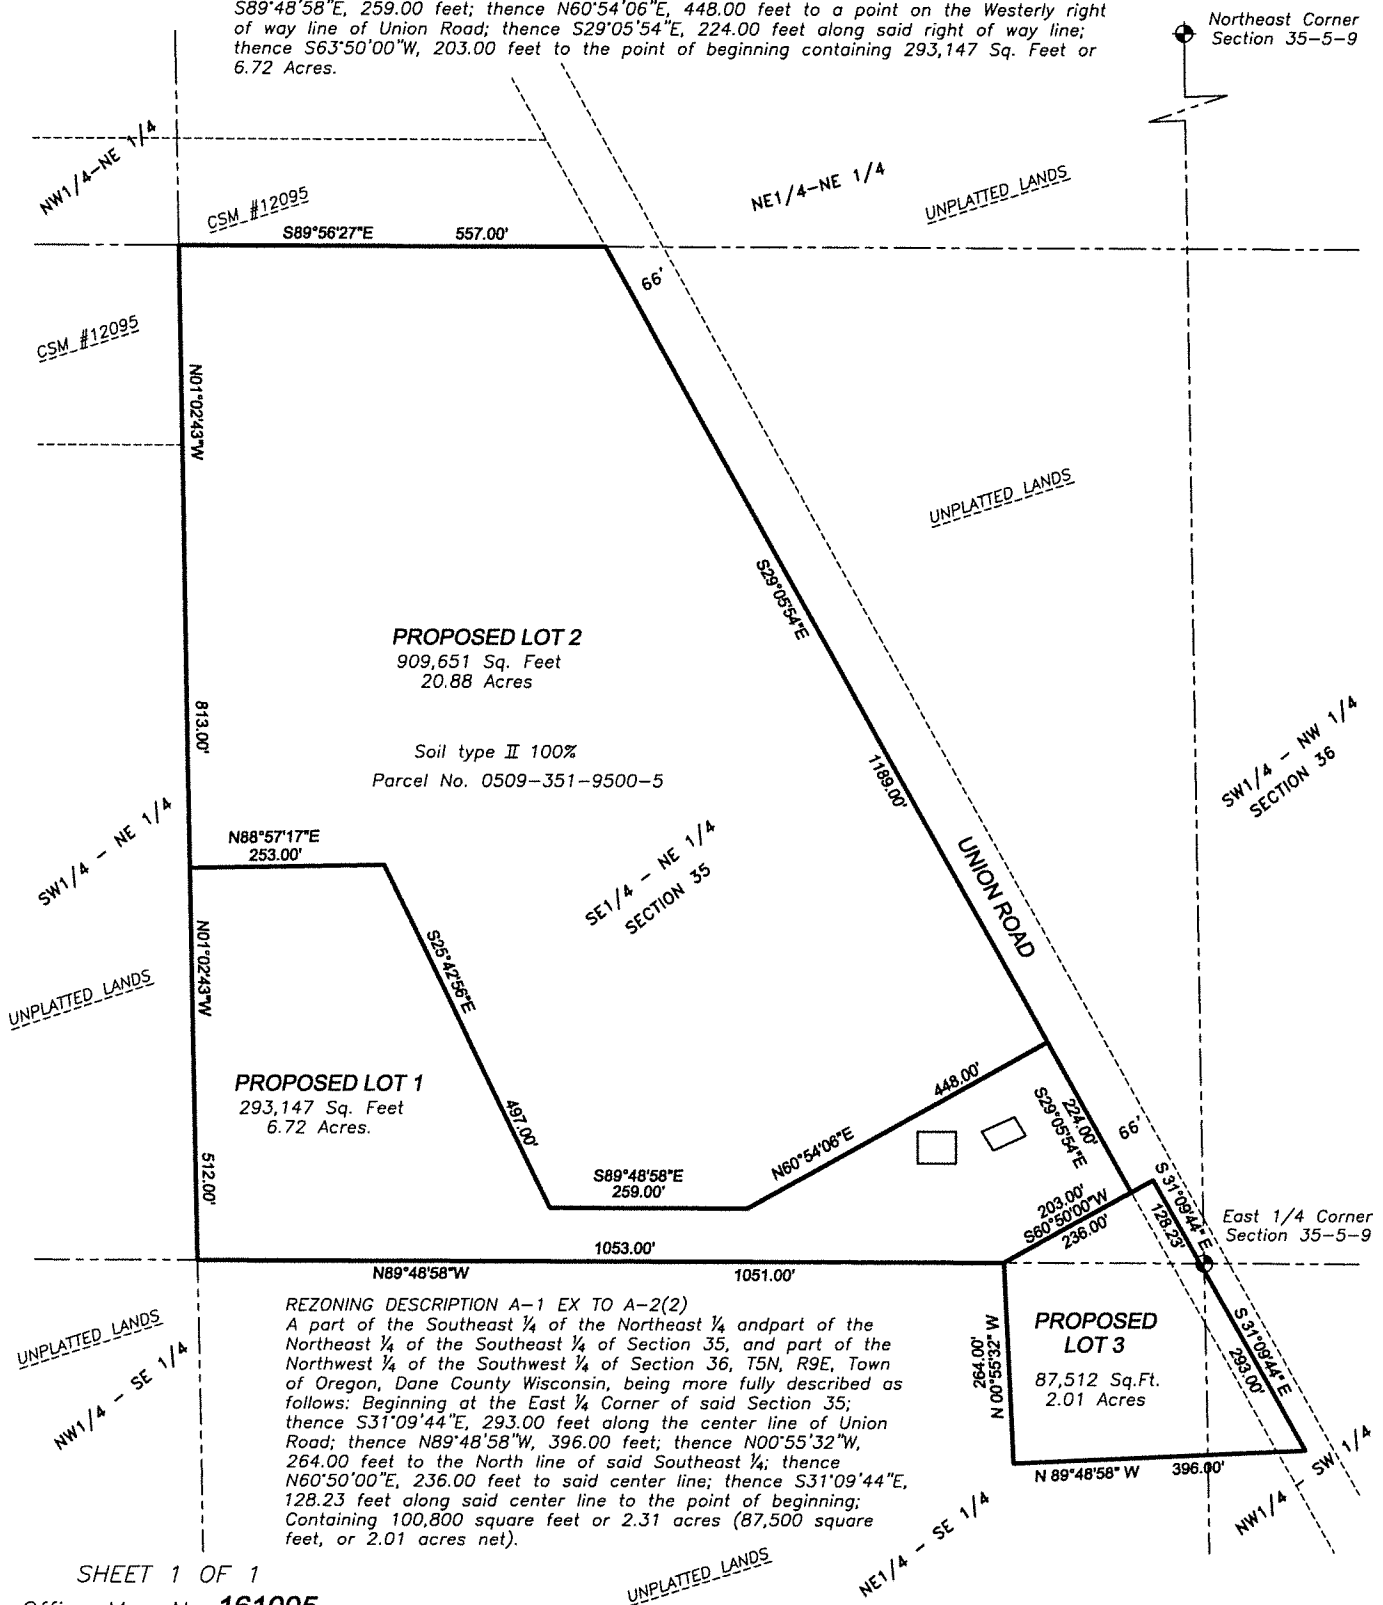 S89°48'58"E, 259.00 feet; thence N60°54'06"E, 448.00 feet to a point on the Westerly right
of way line of Union Road; thence S29°05'54"E, 224.00 feet along said right of way line;
thence S63°50'00"W, 203.00 feet to the point of beginning containing 293,147 Sq. Feet or
6.72 Acres.
Northeast Corner
Section 35-5-9
NW1/4-NE 1/4
CSM #12095
NE1/4-NE 1/4
UNPLATTED LANDS
S89°56'27"E 557.00'
66'
CSM #12095
N01°02'43"W
UNPLATTED LANDS
S29°05'54"E
PROPOSED LOT 2
909,651 Sq. Feet
20.88 Acres
813.00'
Soil type II 100%
Parcel No. 0509-351-9500-5
1189.00'
SW1/4 - NW 1/4
SECTION 36
SW1/4 - NE 1/4
N88°57'17"E
253.00'
SE1/4 - NE 1/4
SECTION 35
UNION ROAD
N01°02'43"W
S25°42'56"E
UNPLATTED LANDS
PROPOSED LOT 1
293,147 Sq. Feet
6.72 Acres.
497.00'
448.00'
N60°54'06"E
224.00'
S29°05'54"E
66'
512.00'
S89°48'58"E
259.00'
203.00'
S60°50'00"W
236.00'
S 31°09'44" E
128.23'
East 1/4 Corner
Section 35-5-9
1053.00'
N89°48'58"W 1051.00'
REZONING DESCRIPTION A-1 EX TO A-2(2)
A part of the Southeast ¼ of the Northeast ¼ andpart of the
Northeast ¼ of the Southeast ¼ of Section 35, and part of the
Northwest ¼ of the Southwest ¼ of Section 36, T5N, R9E, Town
of Oregon, Dane County Wisconsin, being more fully described as
follows: Beginning at the East ¼ Corner of said Section 35;
thence S31°09'44"E, 293.00 feet along the center line of Union
Road; thence N89°48'58"W, 396.00 feet; thence N00°55'32"W,
264.00 feet to the North line of said Southeast ¼; thence
N60°50'00"E, 236.00 feet to said center line; thence S31°09'44"E,
128.23 feet along said center line to the point of beginning;
Containing 100,800 square feet or 2.31 acres (87,500 square
feet, or 2.01 acres net).
264.00'
N 00°55'32" W
PROPOSED
LOT 3
87,512 Sq.Ft.
2.01 Acres
S 31°09'44" E
293.00'
UNPLATTED LANDS
NW1/4 - SE 1/4
N 89°48'58" W 396.00'
NW1/4 - SW 1/4
NE1/4 - SE 1/4
UNPLATTED LANDS
SHEET 1 OF 1
161005